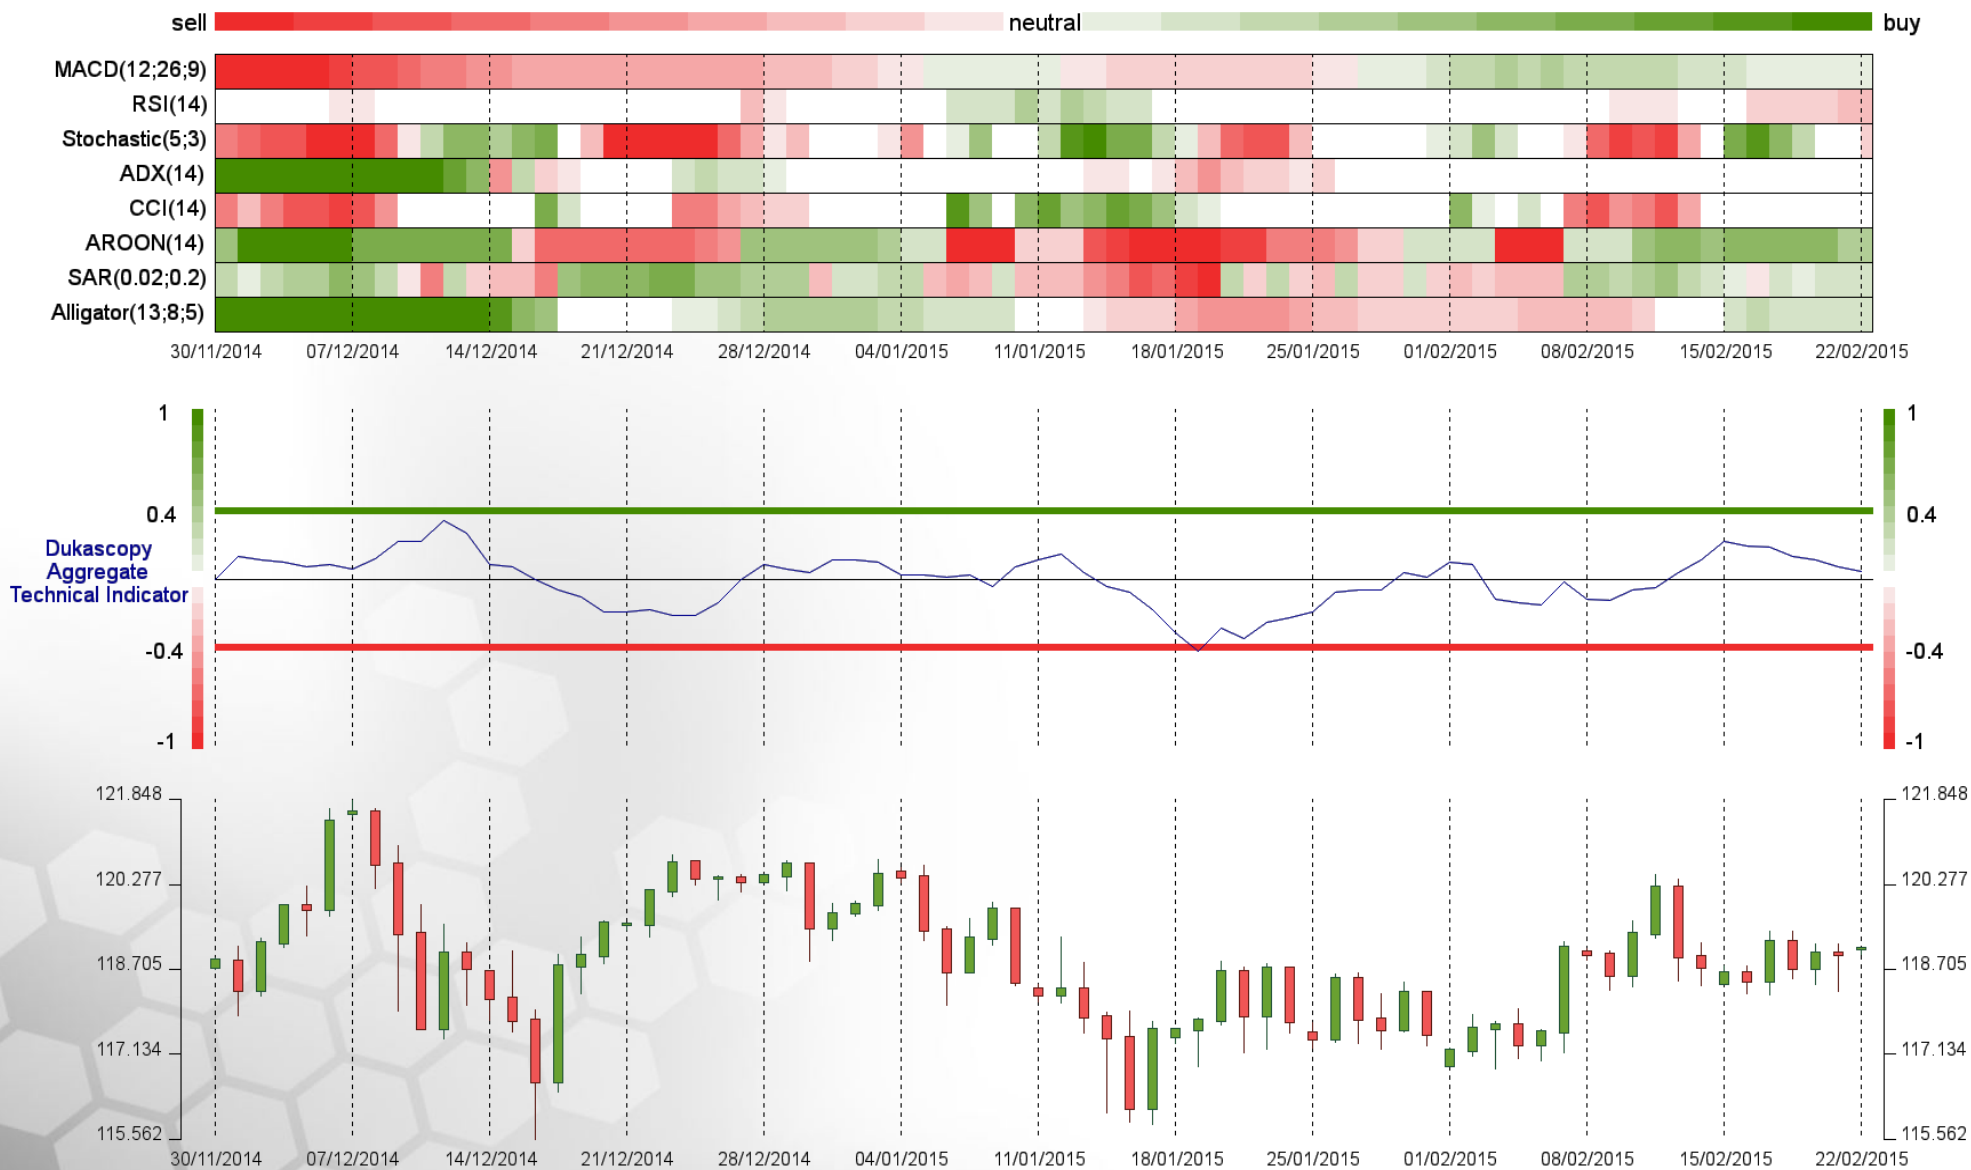 sell neutral buy
MACD(12;26;9)
RSI(14)
Stochastic(5;3)
ADX(14)
CCI(14)
AROON(14)
SAR(0.02;0.2)
Alligator(13;8;5)
30/11/2014 07/12/2014 14/12/2014 21/12/2014 28/12/2014 04/01/2015 11/01/2015 18/01/2015 25/01/2015 01/02/2015 08/02/2015 15/02/2015 22/02/2015
1 1
0.4 0.4
Dukascopy
Aggregate
Technical Indicator
-0.4 -0.4
-1 -1
121.848 121.848
120.277 120.277
118.705 118.705
117.134 117.134
115.562 115.562
30/11/2014 07/12/2014 14/12/2014 21/12/2014 28/12/2014 04/01/2015 11/01/2015 18/01/2015 25/01/2015 01/02/2015 08/02/2015 15/02/2015 22/02/2015